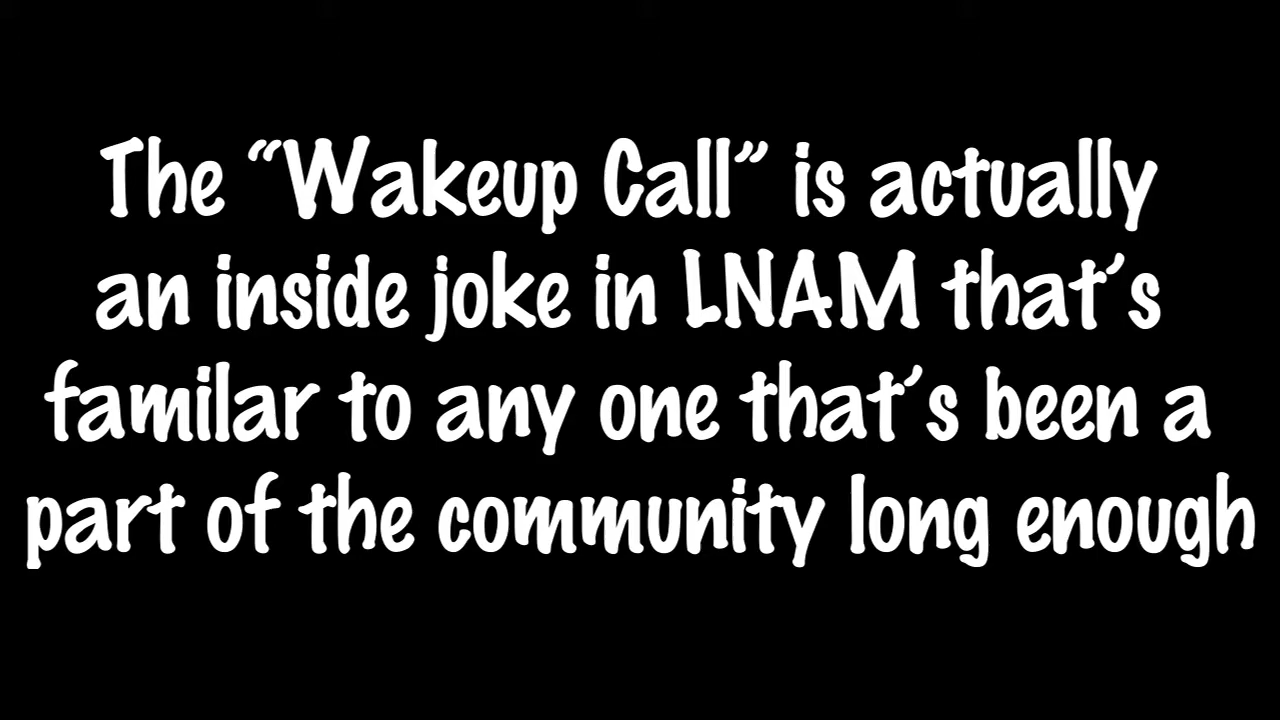 The “Wakeup Call” is actually
an inside joke in LNAM that’s
familar to any one that’s been a
part of the community long enough